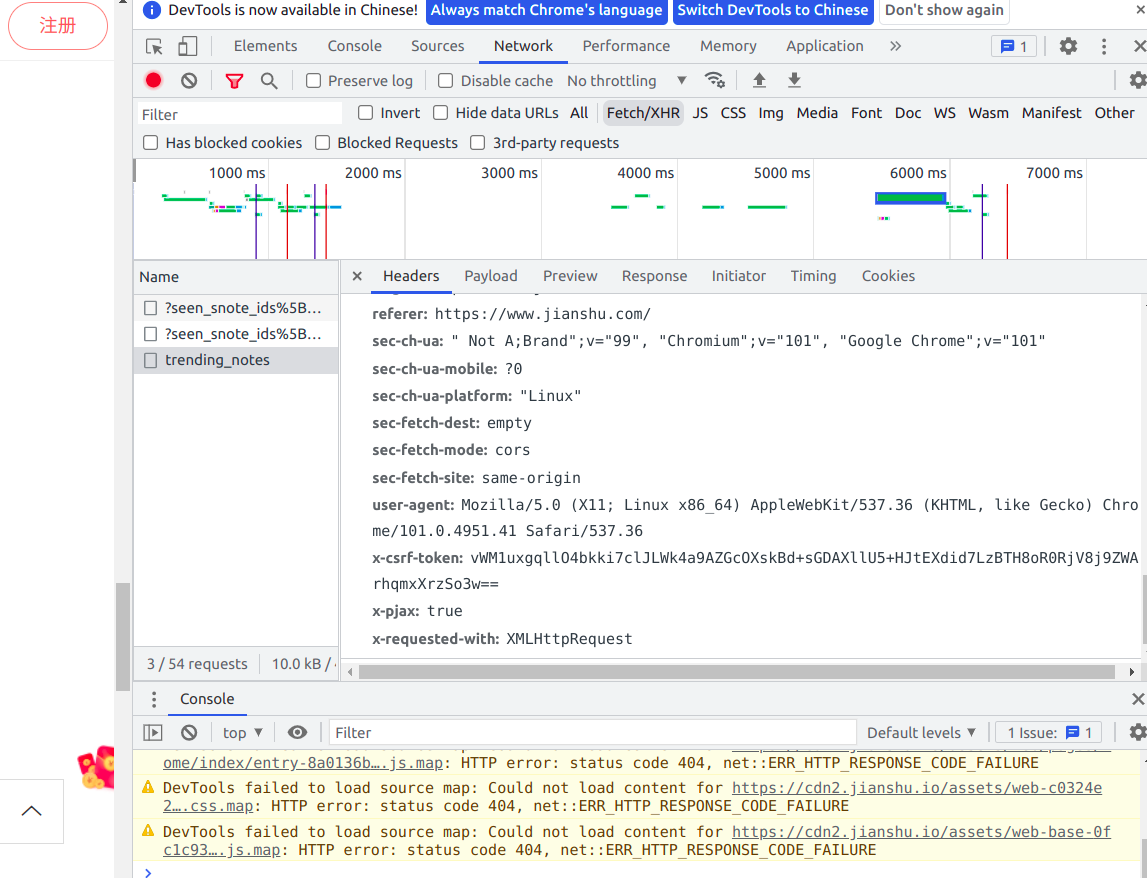 注册
DevTools is now available in Chinese! Always match Chrome's language Switch DevTools to Chinese Don't show again
Elements Console Sources Network Performance Memory Application » 1
Preserve log Disable cache No throttling
Filter Invert Hide data URLs All Fetch/XHR JS CSS Img Media Font Doc WS Wasm Manifest Other
Has blocked cookies Blocked Requests 3rd-party requests
1000 ms 2000 ms 3000 ms 4000 ms 5000 ms 6000 ms 7000 ms
Name
?seen_snote_ids%5B…
?seen_snote_ids%5B…
trending_notes
3 / 54 requests 10.0 kB /
Headers Payload Preview Response Initiator Timing Cookies
referer: https://www.jianshu.com/
sec-ch-ua: " Not A;Brand";v="99", "Chromium";v="101", "Google Chrome";v="101"
sec-ch-ua-mobile: ?0
sec-ch-ua-platform: "Linux"
sec-fetch-dest: empty
sec-fetch-mode: cors
sec-fetch-site: same-origin
user-agent: Mozilla/5.0 (X11; Linux x86_64) AppleWebKit/537.36 (KHTML, like Gecko) Chro
me/101.0.4951.41 Safari/537.36
x-csrf-token: vWM1uxgqllO4bkki7clJLWk4a9AZGcOXskBd+sGDAXllU5+HJtEXdid7LzBTH8oR0RjV8j9ZWA
rhqmxXrzSo3w==
x-pjax: true
x-requested-with: XMLHttpRequest
Console
top Filter Default levels 1 Issue: 1
ome/index/entry-8a0136b….js.map: HTTP error: status code 404, net::ERR_HTTP_RESPONSE_CODE_FAILURE
DevTools failed to load source map: Could not load content for https://cdn2.jianshu.io/assets/web-c0324e
2….css.map: HTTP error: status code 404, net::ERR_HTTP_RESPONSE_CODE_FAILURE
DevTools failed to load source map: Could not load content for https://cdn2.jianshu.io/assets/web-base-0f
c1c93….js.map: HTTP error: status code 404, net::ERR_HTTP_RESPONSE_CODE_FAILURE